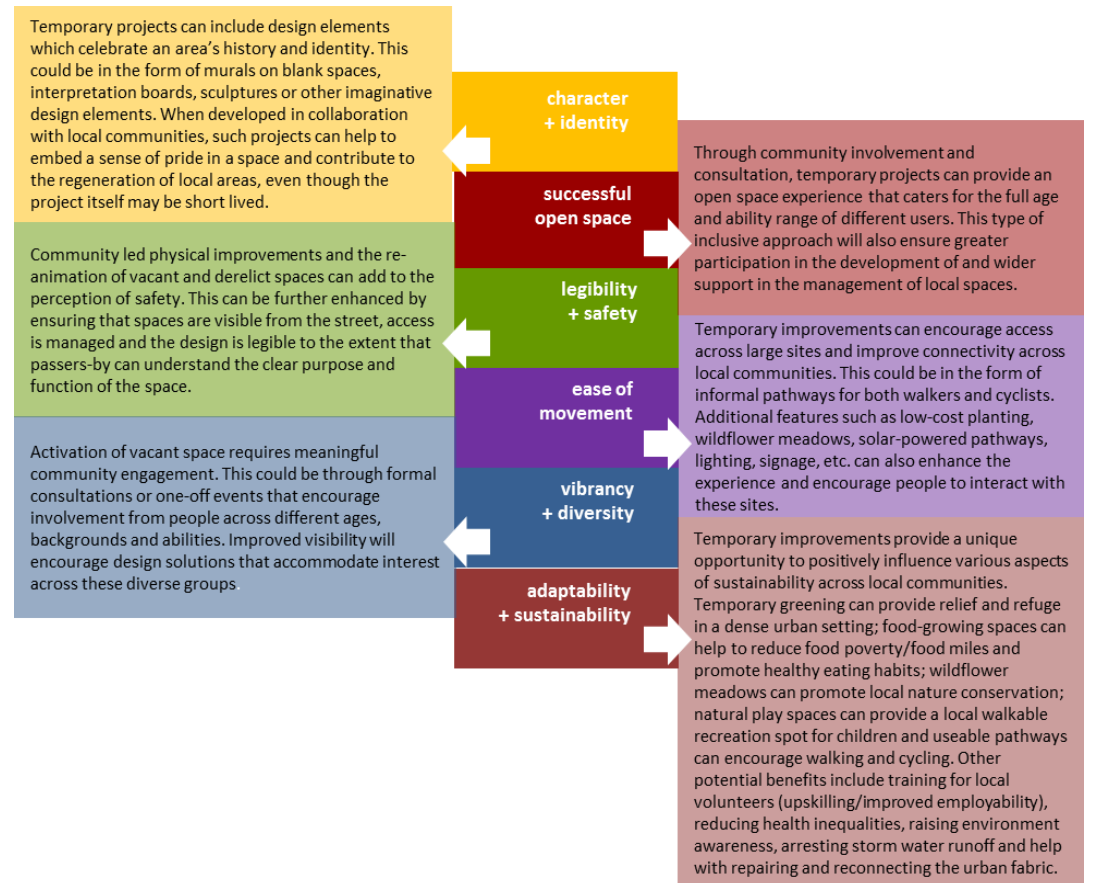 Temporary projects can include design elements
which celebrate an area’s history and identity. This
could be in the form of murals on blank spaces,
interpretation boards, sculptures or other imaginative
design elements. When developed in collaboration
with local communities, such projects can help to
embed a sense of pride in a space and contribute to
the regeneration of local areas, even though the
project itself may be short lived.
character
+ identity
successful
open space
Through community involvement and
consultation, temporary projects can provide an
open space experience that caters for the full age
and ability range of different users. This type of
inclusive approach will also ensure greater
participation in the development of and wider
support in the management of local spaces.
Community led physical improvements and the re-
animation of vacant and derelict spaces can add to the
perception of safety. This can be further enhanced by
ensuring that spaces are visible from the street, access
is managed and the design is legible to the extent that
passers-by can understand the clear purpose and
function of the space.
legibility
+ safety
ease of
movement
Temporary improvements can encourage access
across large sites and improve connectivity across
local communities. This could be in the form of
informal pathways for both walkers and cyclists.
Additional features such as low-cost planting,
wildflower meadows, solar-powered pathways,
lighting, signage, etc. can also enhance the
experience and encourage people to interact with
these sites.
Activation of vacant space requires meaningful
community engagement. This could be through formal
consultations or one-off events that encourage
involvement from people across different ages,
backgrounds and abilities. Improved visibility will
encourage design solutions that accommodate interest
across these diverse groups.
vibrancy
+ diversity
adaptability
+ sustainability
Temporary improvements provide a unique
opportunity to positively influence various aspects
of sustainability across local communities.
Temporary greening can provide relief and refuge
in a dense urban setting; food-growing spaces can
help to reduce food poverty/food miles and
promote healthy eating habits; wildflower
meadows can promote local nature conservation;
natural play spaces can provide a local walkable
recreation spot for children and useable pathways
can encourage walking and cycling. Other
potential benefits include training for local
volunteers (upskilling/improved employability),
reducing health inequalities, raising environment
awareness, arresting storm water runoff and help
with repairing and reconnecting the urban fabric.